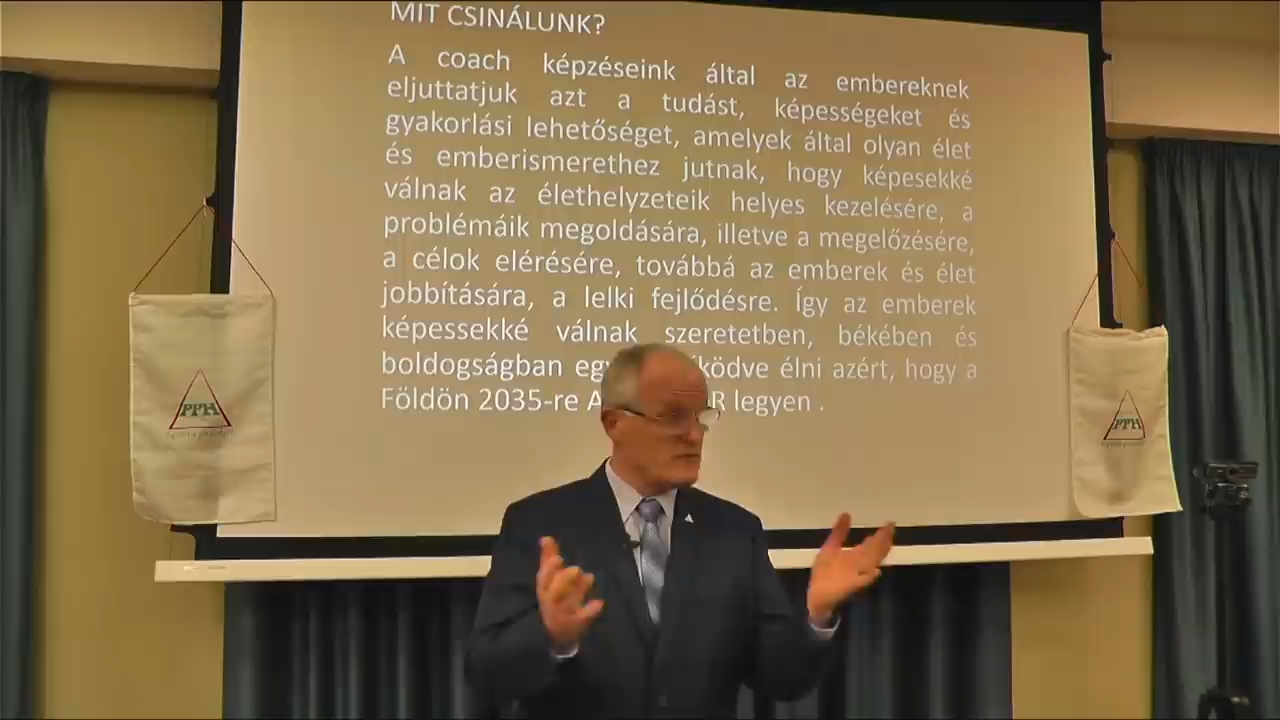 MIT CSINÁLUNK?
A coach képzéseink által az embereknek
eljuttatjuk azt a tudást, képességeket és
gyakorlási lehetőséget, amelyek által olyan élet
és emberismerethez jutnak, hogy képesekké
válnak az élethelyzeteik helyes kezelésére, a
problémáik megoldására, illetve a megelőzésére,
a célok elérésére, továbbá az emberek és élet
jobbítására, a lelki fejlődésre. Így az emberek
képessekké válnak szeretetben, békében és
boldogságban élni azért, hogy a
Földön 2035-re legyen .
PPH
PPH